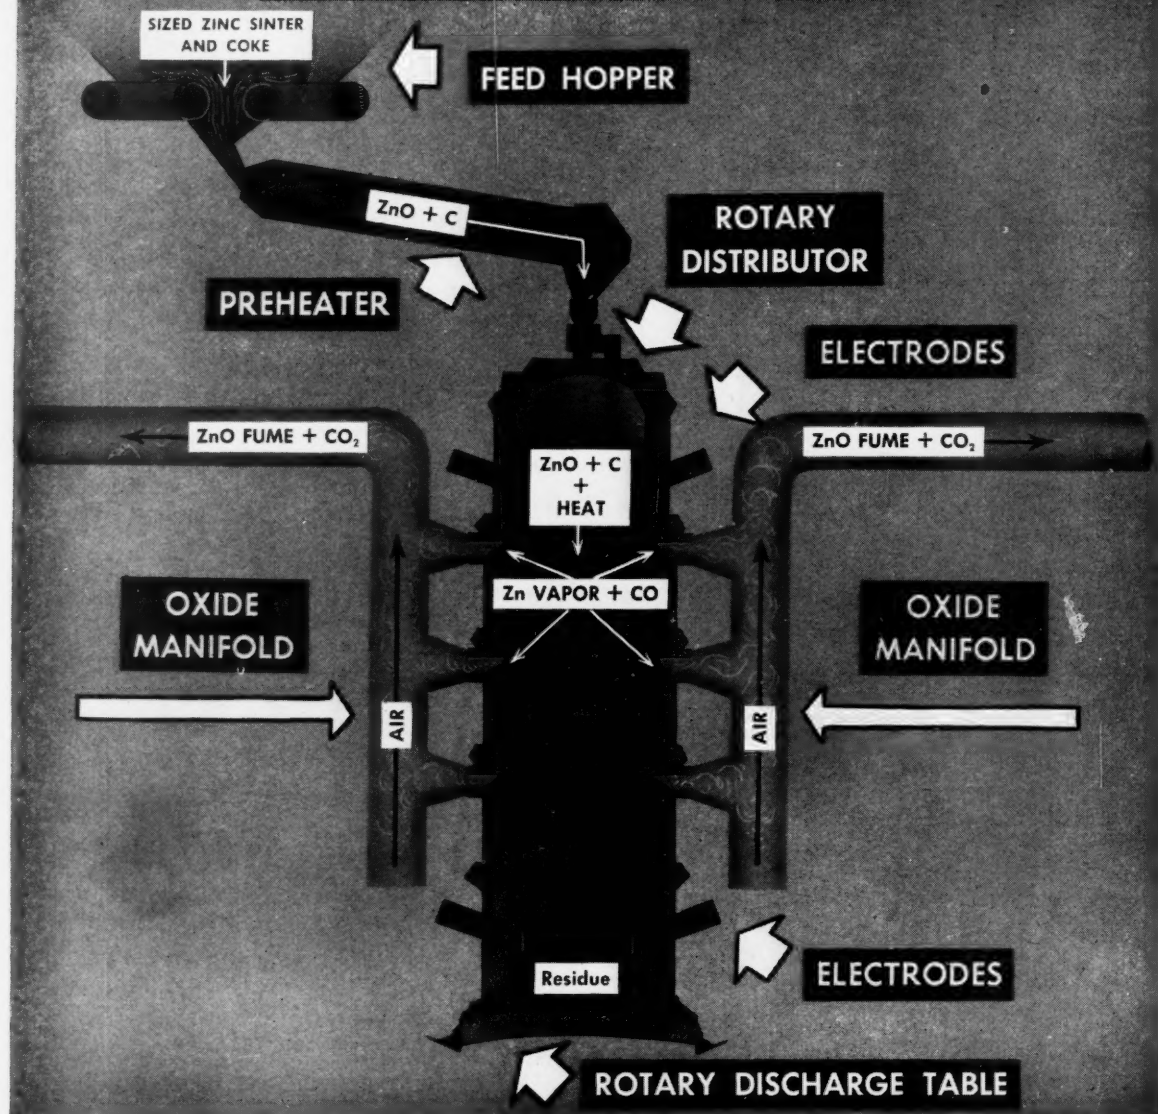 SIZED ZINC SINTER
AND COKE
FEED HOPPER
ZnO + C
ROTARY
DISTRIBUTOR
PREHEATER
ELECTRODES
ZnO FUME + CO₂
ZnO FUME + CO₂
ZnO + C
+
HEAT
Zn VAPOR + CO
OXIDE
MANIFOLD
OXIDE
MANIFOLD
AIR
AIR
Residue
ELECTRODES
ROTARY DISCHARGE TABLE